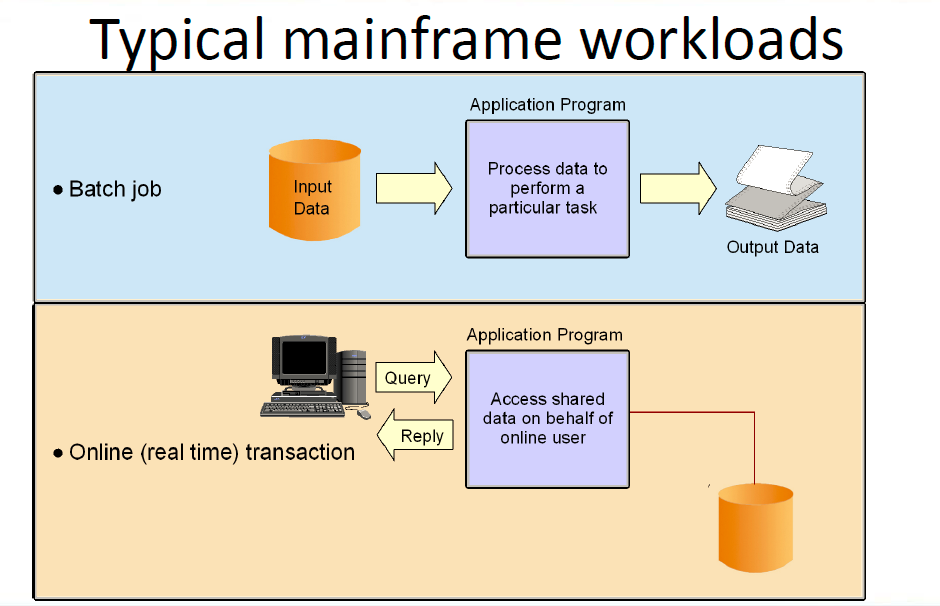 Typical mainframe workloads
Application Program
• Batch job
Input
Data
Process data to
perform a
particular task
Output Data
Application Program
Query
Reply
Access shared
data on behalf of
online user
• Online (real time) transaction